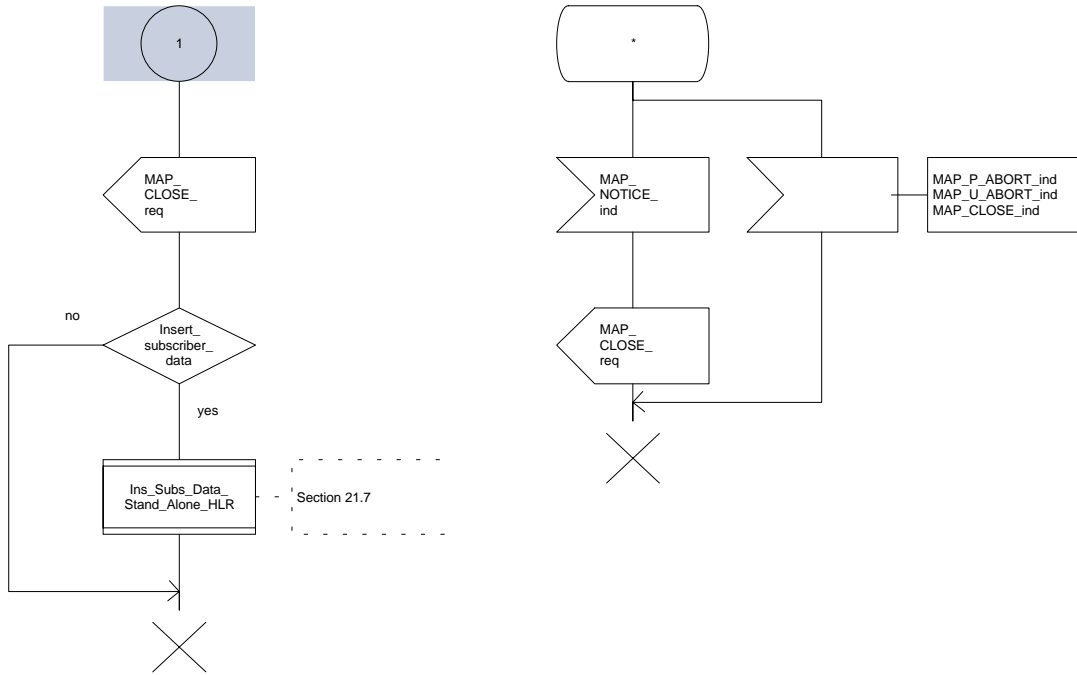 1
MAP_
CLOSE_
req
no
Insert_
subscriber_
data
yes
Ins_Subs_Data_
Stand_Alone_HLR
Section 21.7
*
MAP_
NOTICE_
ind
MAP_P_ABORT_ind
MAP_U_ABORT_ind
MAP_CLOSE_ind
MAP_
CLOSE_
req